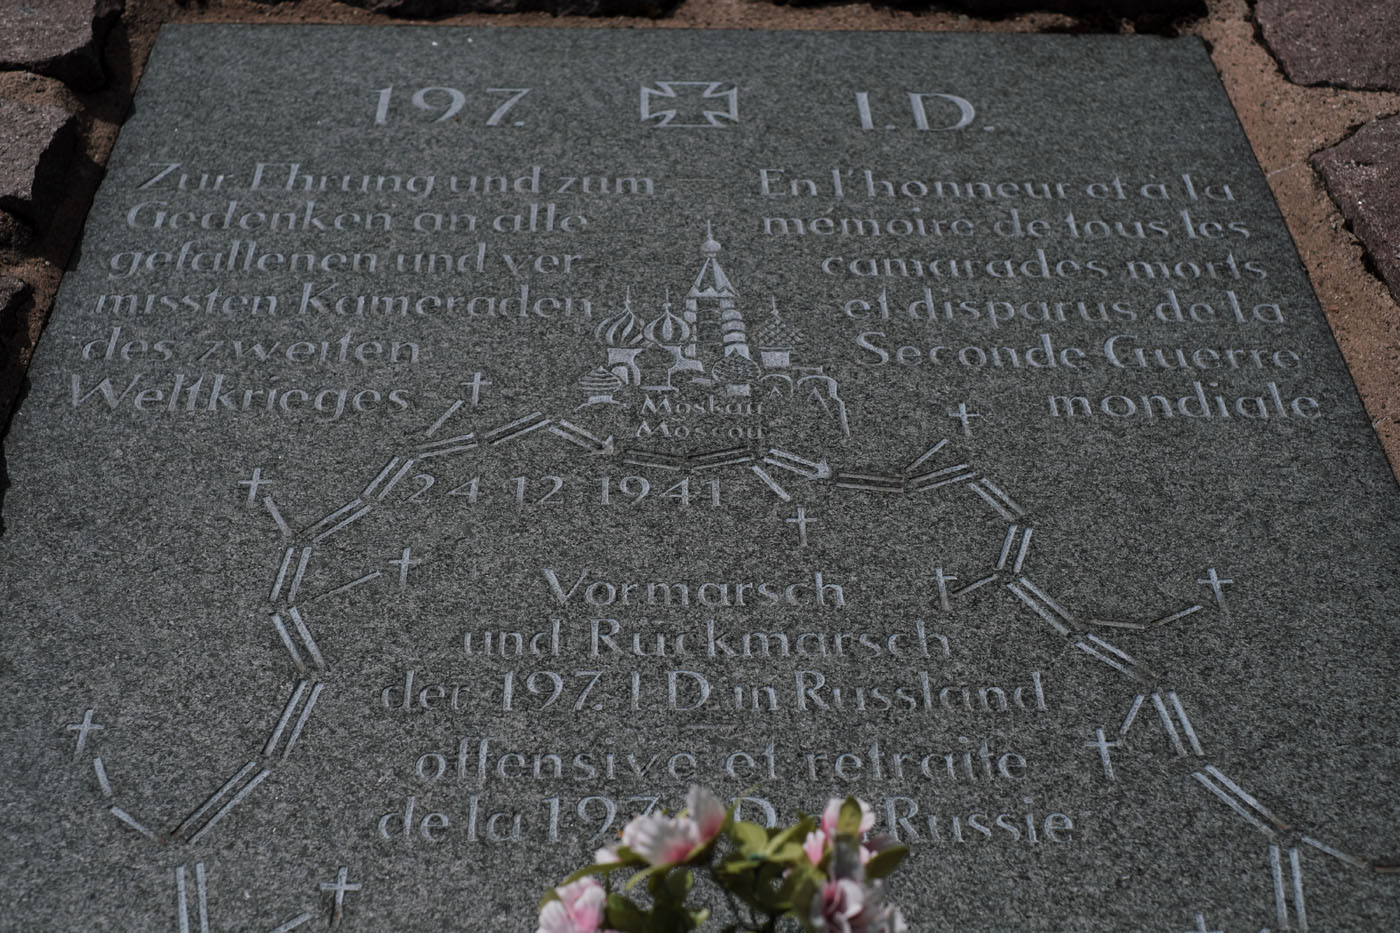 197. I.D.
Zur Ehrung und zum
Gedenken an alle
gefallenen und ver
missten Kameraden
des zweiten
Weltkrieges
En l'honneur et à la
mémoire de tous les
camarades morts
et disparus de la
Seconde Guerre
mondiale
Moskau
Moscou
24 12 1941
Vormarsch
und Rückmarsch
der 197. I D. in Russland
offensive et retraite
de la 197. D. Russie